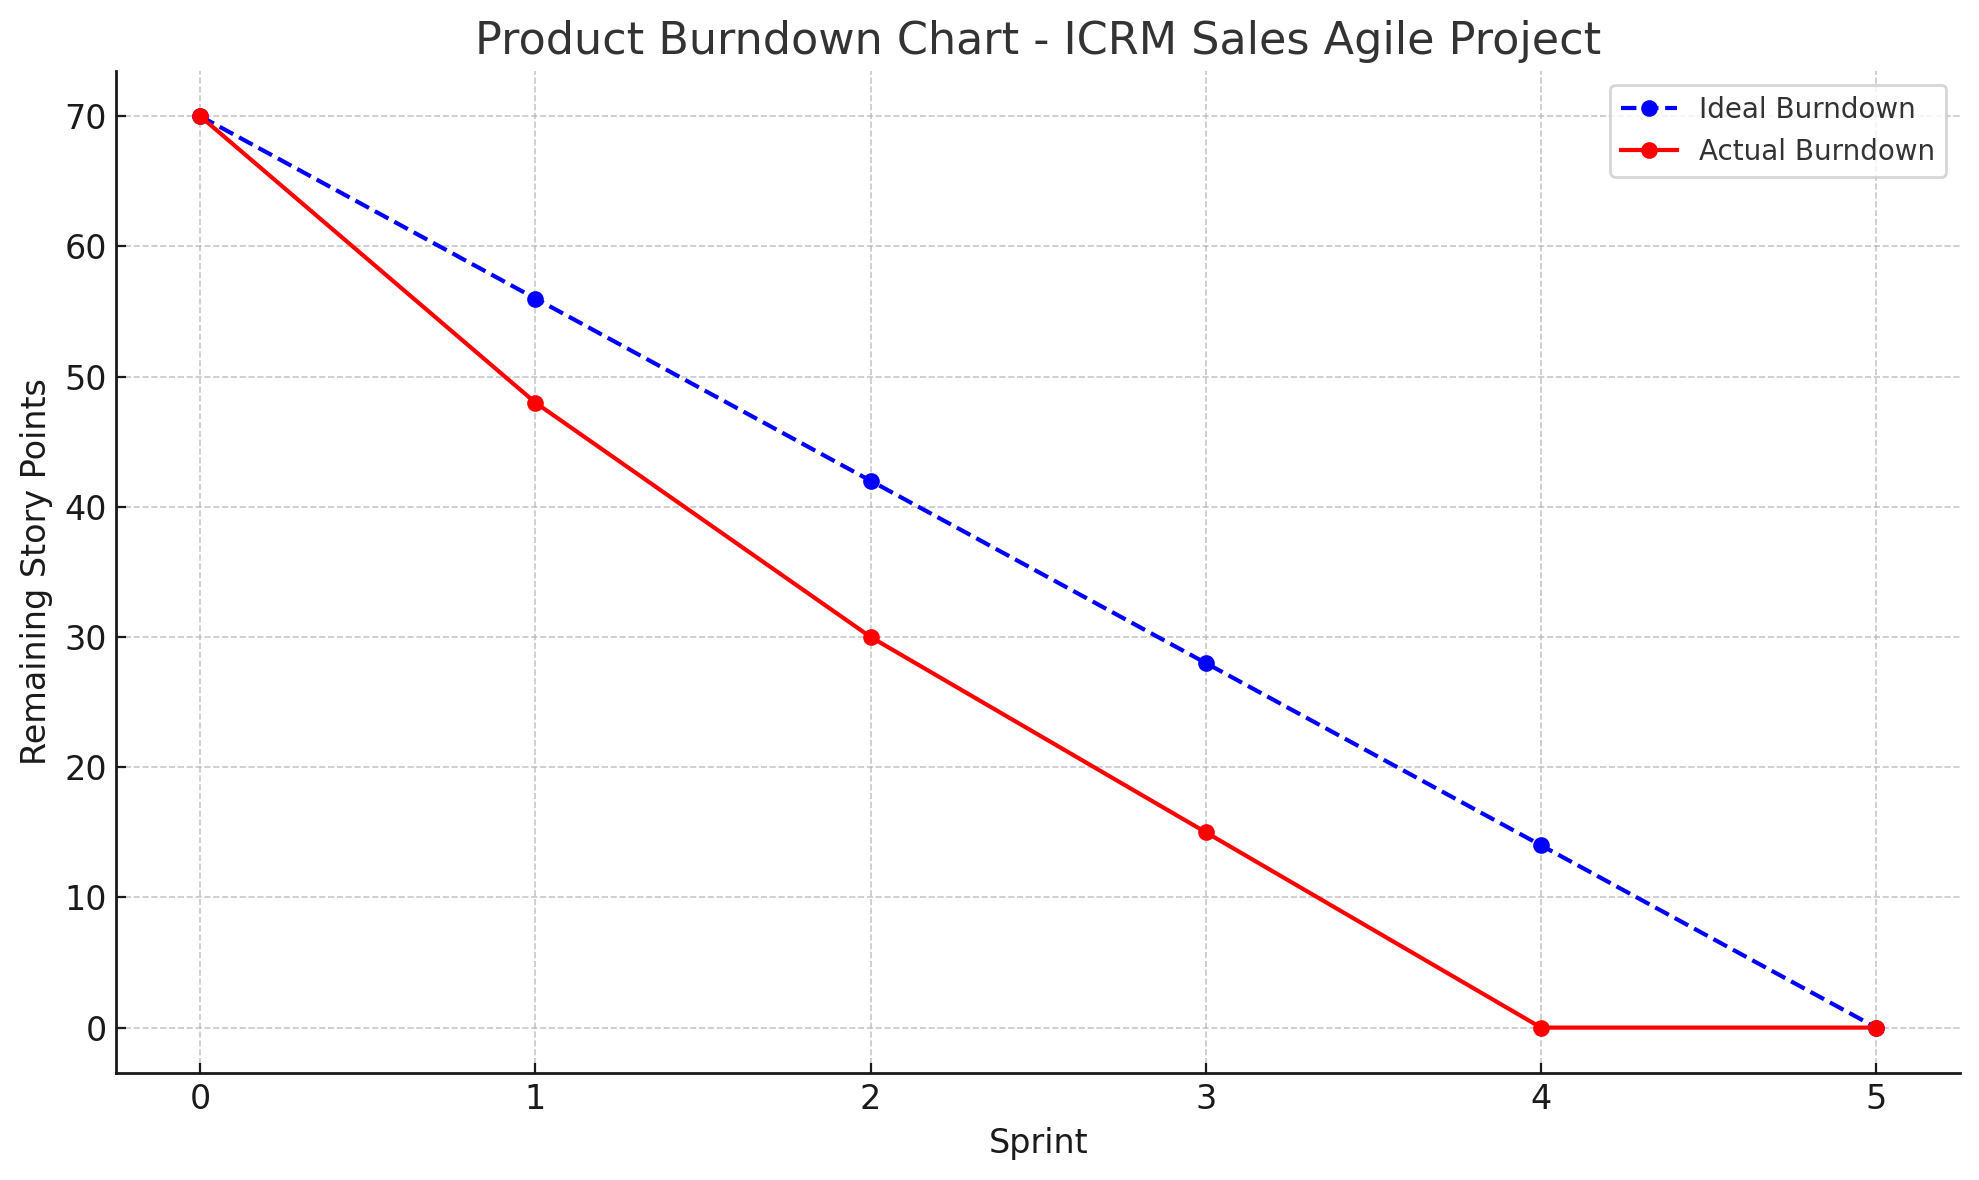 Product Burndown Chart - ICRM Sales Agile Project
Ideal Burndown
Actual Burndown
Remaining Story Points
70
60
50
40
30
20
10
0
0 1 2 3 4 5
Sprint